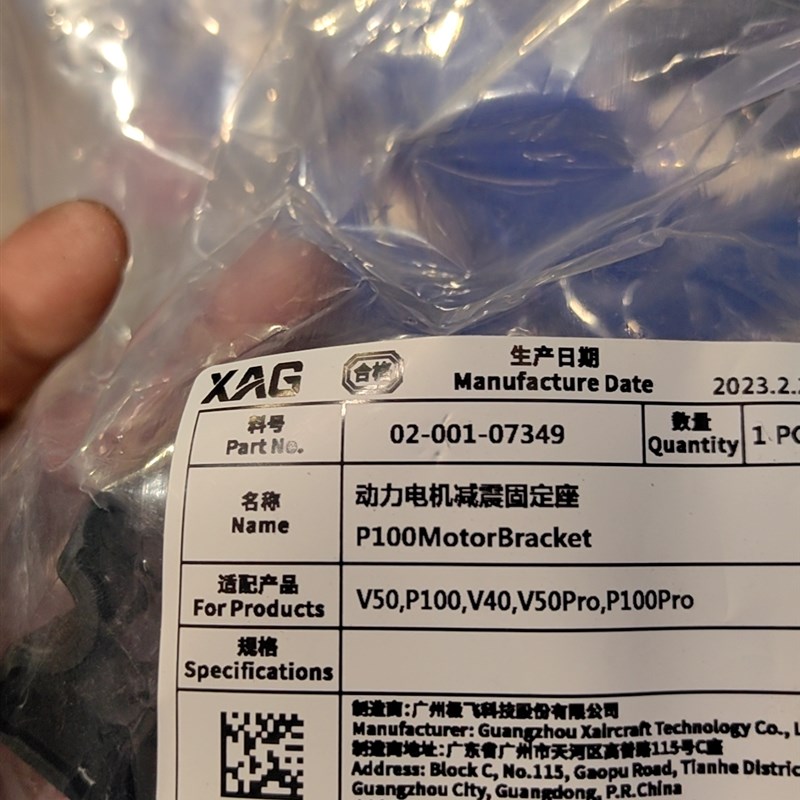 XAG 合格 生产日期
Manufacture Date 2023.2.
料号 数量
Part No. 02-001-07349 Quantity 1 PC
名称 动力电机减震固定座
Name P100MotorBracket
适配产品
For Products V50,P100,V40,V50Pro,P100Pro
规格
Specifications
制造商:广州极飞科技股份有限公司
Manufacturer: Guangzhou Xaircraft Technology Co., L
制造商地址:广东省广州市天河区高普路115号C座
Address: Block C, No.115, Gaopu Road, Tianhe Distric
Guangzhou City, Guangdong, P.R.China